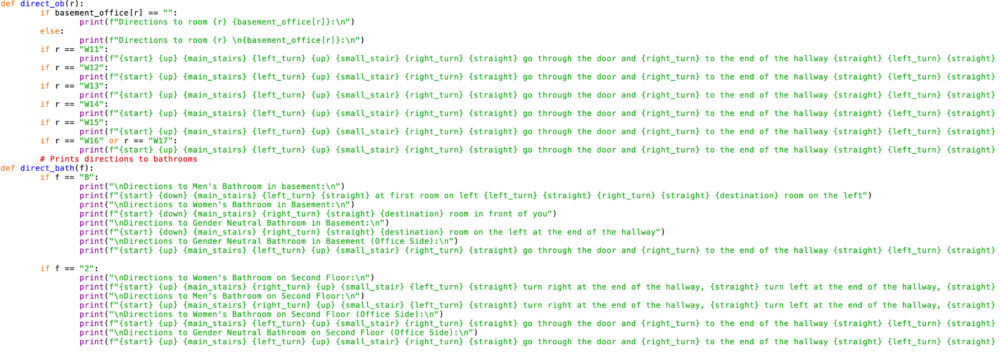 def direct_ob(r):
        if basement_office[r] == "":
                print(f"Directions to room {r} {basement_office[r]}:\n")
        else:
                print(f"Directions to room {r} \n{basement_office[r]}:\n")
        if r == "W11":
                print(f"{start} {up} {main_stairs} {left_turn} {up} {small_stair} {right_turn} {straight} go through the door and {right_turn} to the end of the hallway {straight} {left_turn} {straight}
        if r == "W12":
                print(f"{start} {up} {main_stairs} {left_turn} {up} {small_stair} {right_turn} {straight} go through the door and {right_turn} to the end of the hallway {straight} {left_turn} {straight}
        if r == "W13":
                print(f"{start} {up} {main_stairs} {left_turn} {up} {small_stair} {right_turn} {straight} go through the door and {right_turn} to the end of the hallway {straight} {left_turn} {straight}
        if r == "W14":
                print(f"{start} {up} {main_stairs} {left_turn} {up} {small_stair} {right_turn} {straight} go through the door and {right_turn} to the end of the hallway {straight} {left_turn} {straight}
        if r == "W15":
                print(f"{start} {up} {main_stairs} {left_turn} {up} {small_stair} {right_turn} {straight} go through the door and {right_turn} to the end of the hallway {straight} {left_turn} {straight}
        if r == "W16" or r == "W17":
                print(f"{start} {up} {main_stairs} {left_turn} {up} {small_stair} {right_turn} {straight} go through the door and {right_turn} to the end of the hallway {straight} {left_turn} {straight}
        # Prints directions to bathrooms
def direct_bath(f):
        if f == "B":
                print("\nDirections to Men's Bathroom in basement:\n")
                print(f"{start} {down} {main_stairs} {left_turn} {straight} at first room on left {left_turn} {straight} {right_turn} {straight} {destination} room on the left")
                print("\nDirections to Women's Bathroom in Basement:\n")
                print(f"{start} {down} {main_stairs} {right_turn} {straight} {destination} room in front of you")
                print("\nDirections to Gender Neutral Bathroom in Basement:\n")
                print(f"{start} {down} {main_stairs} {right_turn} {straight} {destination} room on the left at the end of the hallway")
                print("\nDirections to Gender Neutral Bathroom in Basement (Office Side):\n")
                print(f"{start} {up} {main_stairs} {left_turn} {up} {small_stair} {right_turn} {straight} go through the door and {right_turn} to the end of the hallway {straight} {left_turn} {straight}
        if f == "2":
                print("\nDirections to Women's Bathroom on Second Floor:\n")
                print(f"{start} {up} {main_stairs} {right_turn} {up} {small_stair} {left_turn} {straight} turn right at the end of the hallway, {straight} turn left at the end of the hallway, {straight}
                print("\nDirections to Men's Bathroom on Second Floor:\n")
                print(f"{start} {up} {main_stairs} {right_turn} {up} {small_stair} {left_turn} {straight} turn right at the end of the hallway, {straight} turn left at the end of the hallway, {straight}
                print("\nDirections to Women's Bathroom on Second Floor (Office Side):\n")
                print(f"{start} {up} {main_stairs} {left_turn} {up} {small_stair} {right_turn} {straight} go through the door and {right_turn} to the end of the hallway {straight} {left_turn} {straight}
                print("\nDirections to Gender Neutral Bathroom on Second Floor (Office Side):\n")
                print(f"{start} {up} {main_stairs} {left_turn} {up} {small_stair} {right_turn} {straight} go through the door and {right_turn} to the end of the hallway {straight} {left_turn} {straight}